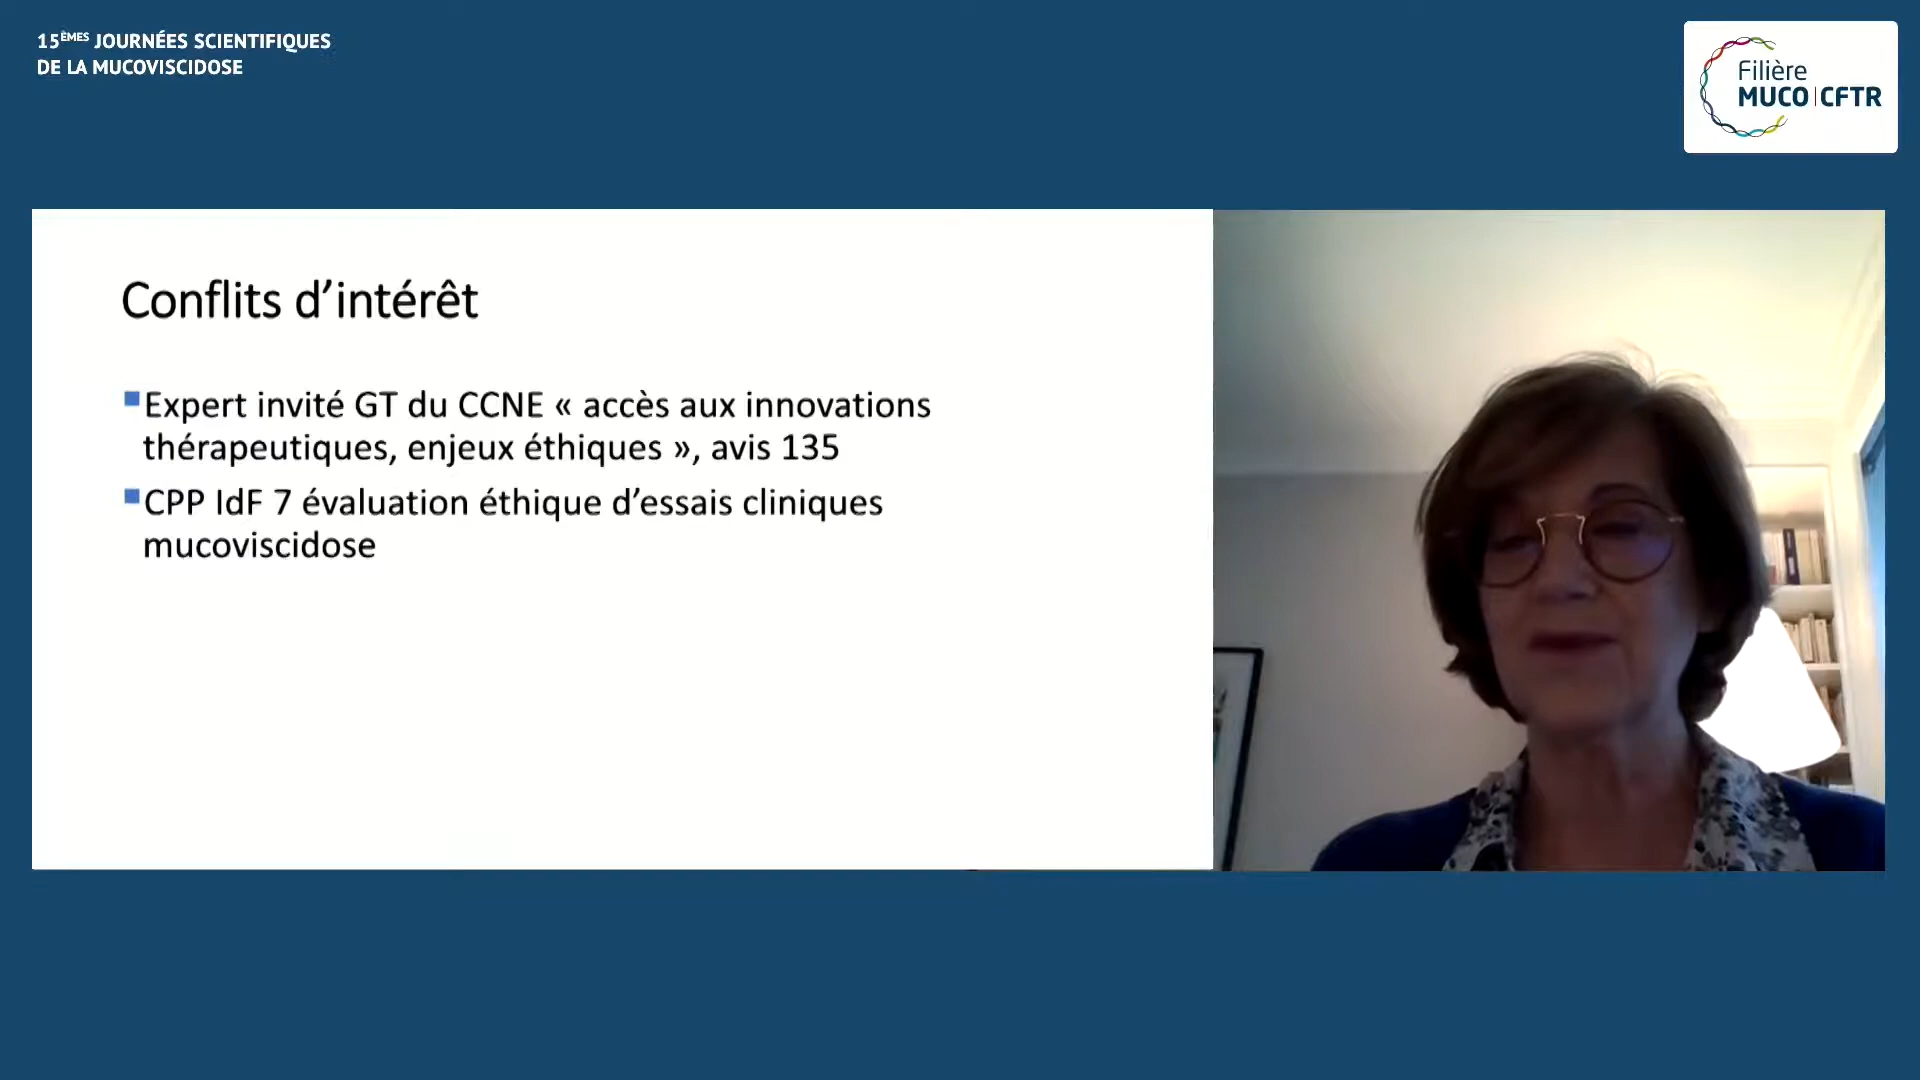 15ÈMES JOURNÉES SCIENTIFIQUES
DE LA MUCOVISCIDOSE
Filière
MUCO|CFTR
Conflits d’intérêt
Expert invité GT du CCNE « accès aux innovations
thérapeutiques, enjeux éthiques », avis 135
CPP IdF 7 évaluation éthique d’essais cliniques
mucoviscidose